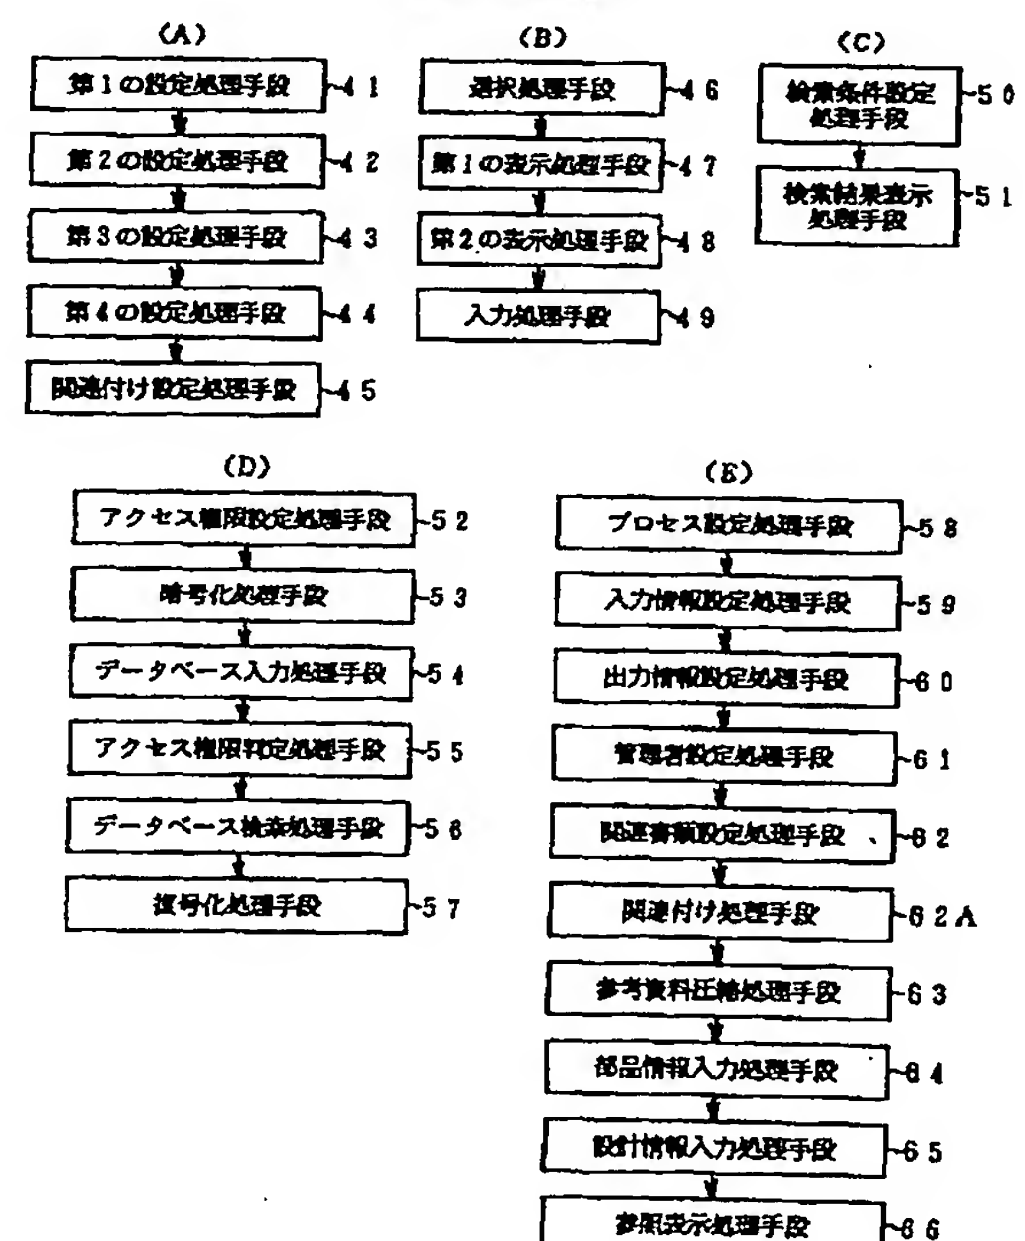 (A)
第1の設定処理手段 41
第2の設定処理手段 42
第3の設定処理手段 43
第4の設定処理手段 44
関連付け設定処理手段 45
(B)
選択処理手段 46
第1の表示処理手段 47
第2の表示処理手段 48
入力処理手段 49
(C)
検索条件設定
処理手段 50
検索結果表示
処理手段 51
(D)
アクセス権限設定処理手段 52
暗号化処理手段 53
データベース入力処理手段 54
アクセス権限判定処理手段 55
データベース検索処理手段 56
復号化処理手段 57
(E)
プロセス設定処理手段 58
入力情報設定処理手段 59
出力情報設定処理手段 60
管理者設定処理手段 61
関連書類設定処理手段 62
関連付け処理手段 62A
参考資料圧縮処理手段 63
部品情報入力処理手段 64
設計情報入力処理手段 65
参照表示処理手段 66